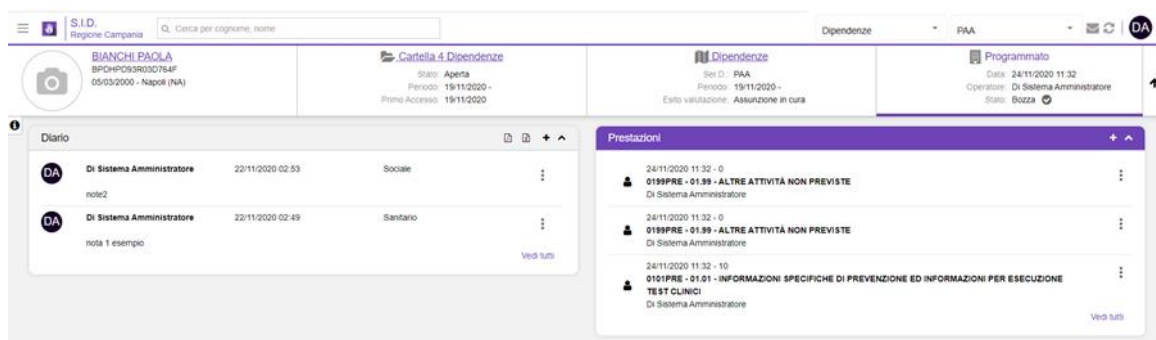 S.I.D.
Regione Campania
Cerca per cognome, nome
Dipendenze
PAA
DA
BIANCHI PAOLA
BPDHPD93R03D764F
05/03/2000 - Napoli (NA)
Cartella 4 Dipendenze
Stato: Aperta
Periodo: 19/11/2020 -
Primo Accesso: 19/11/2020
Dipendenze
Ser.D.: PAA
Periodo: 19/11/2020 -
Esito valutazione: Assunzione in cura
Programmato
Data: 24/11/2020 11:32
Operatore: Di Sistema Amministratore
Stato: Bozza
Diario
DA Di Sistema Amministratore 22/11/2020 02:53 Sociale
note2
DA Di Sistema Amministratore 22/11/2020 02:49 Sanitario
nota 1 esempio
Vedi tutti
Prestazioni
24/11/2020 11:32 - 0
0199PRE - 01.99 - ALTRE ATTIVITÀ NON PREVISTE
Di Sistema Amministratore
24/11/2020 11:32 - 0
0199PRE - 01.99 - ALTRE ATTIVITÀ NON PREVISTE
Di Sistema Amministratore
24/11/2020 11:32 - 10
0101PRE - 01.01 - INFORMAZIONI SPECIFICHE DI PREVENZIONE ED INFORMAZIONI PER ESECUZIONE
TEST CLINICI
Di Sistema Amministratore
Vedi tutti